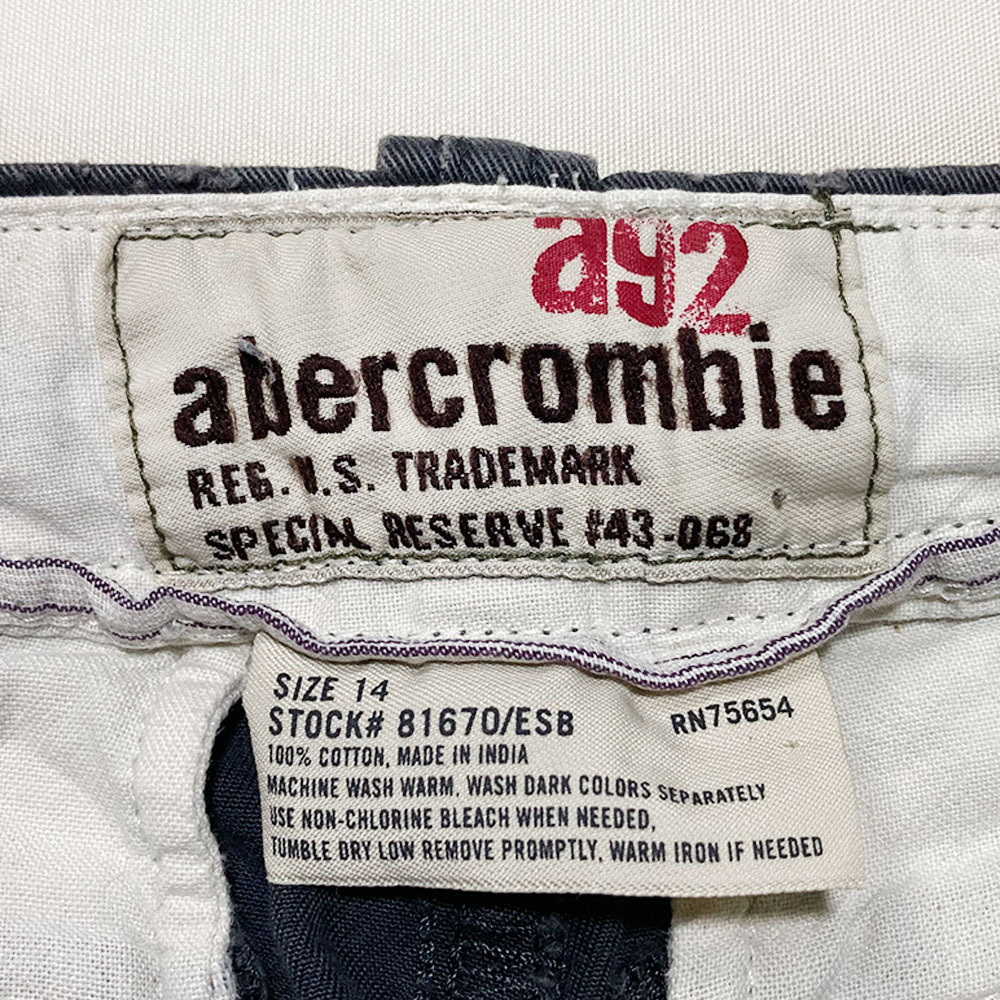 a92
abercrombie
REG. U.S. TRADEMARK
SPECIAL RESERVE #43-068
SIZE 14
STOCK# 81670/ESB RN75654
100% COTTON, MADE IN INDIA
MACHINE WASH WARM. WASH DARK COLORS SEPARATELY
USE NON-CHLORINE BLEACH WHEN NEEDED,
TUMBLE DRY LOW REMOVE PROMPTLY, WARM IRON IF NEEDED